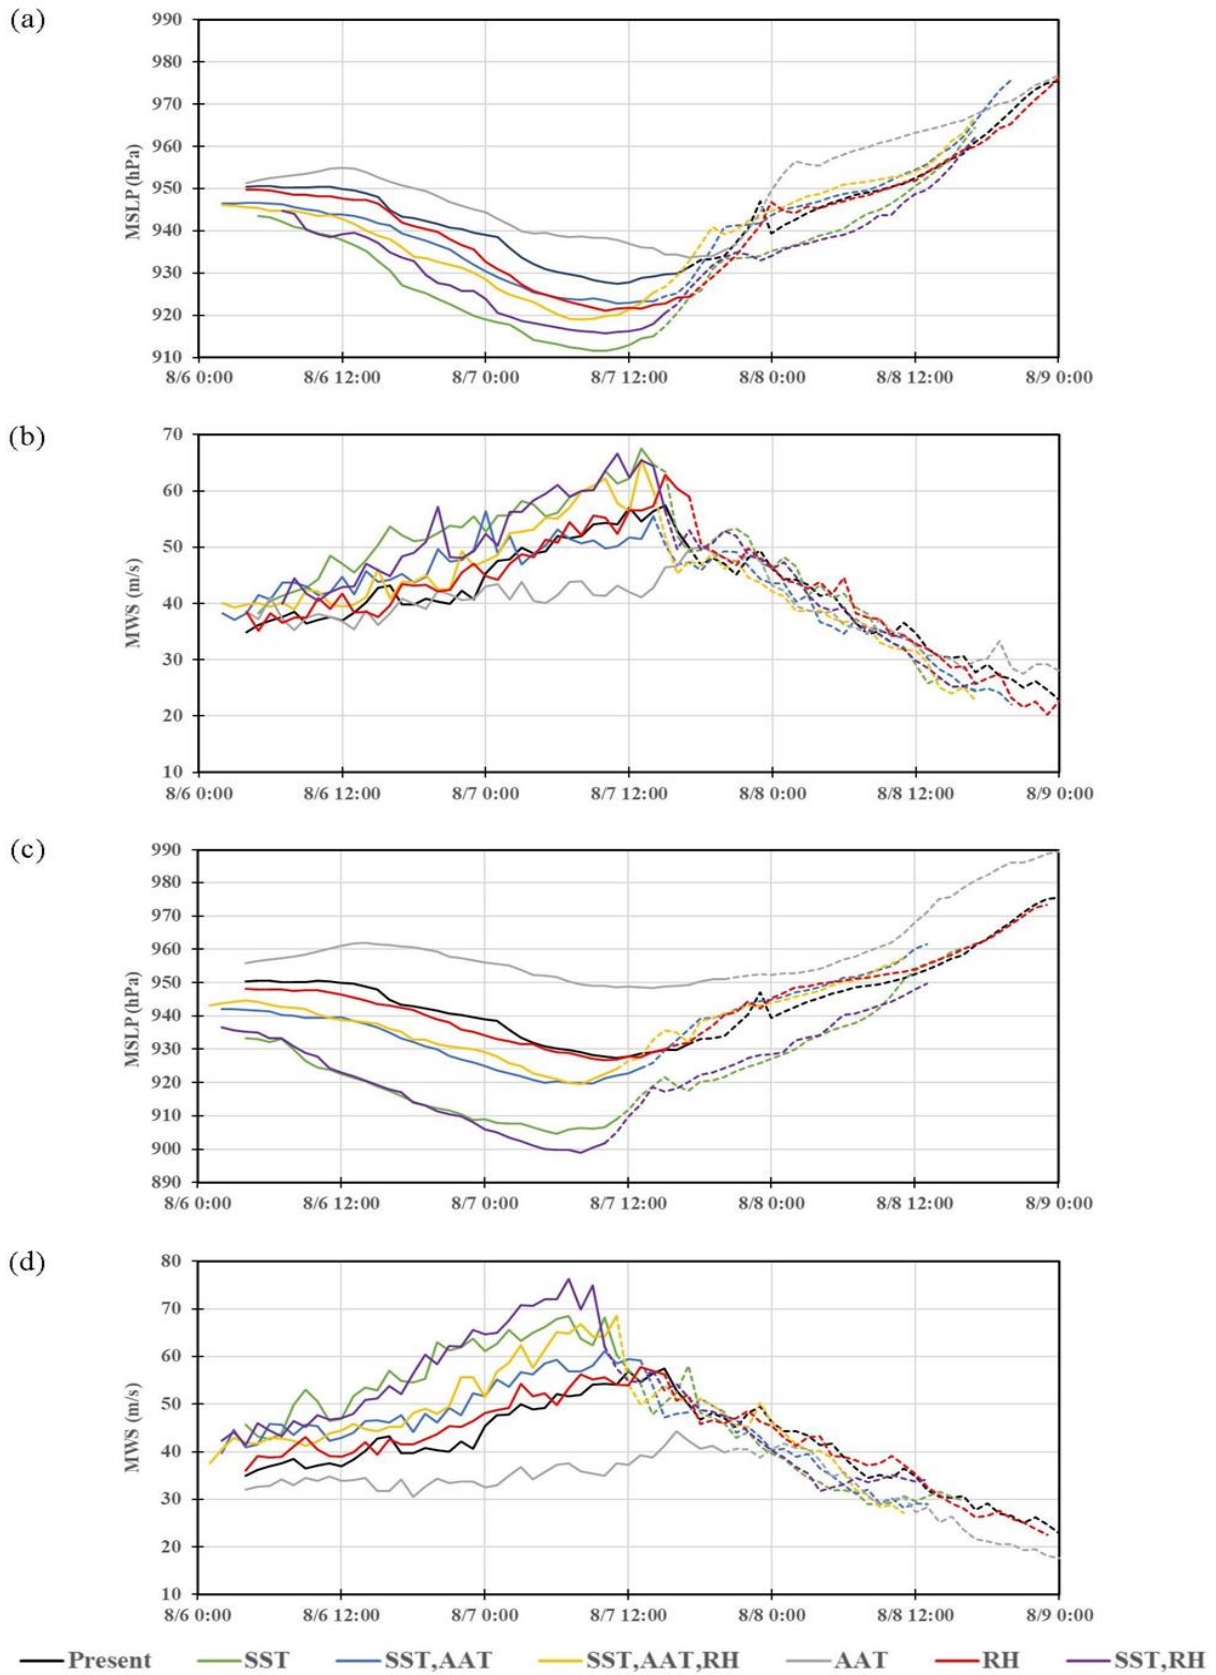 (a)
990
980
970
960
950
940
930
920
910
MSLP (hPa)
8/6 0:00 8/6 12:00 8/7 0:00 8/7 12:00 8/8 0:00 8/8 12:00 8/9 0:00
(b)
70
60
50
40
30
20
10
MWS (m/s)
8/6 0:00 8/6 12:00 8/7 0:00 8/7 12:00 8/8 0:00 8/8 12:00 8/9 0:00
(c)
990
980
970
960
950
940
930
920
910
900
890
MSLP (hPa)
8/6 0:00 8/6 12:00 8/7 0:00 8/7 12:00 8/8 0:00 8/8 12:00 8/9 0:00
(d)
80
70
60
50
40
30
20
10
MWS (m/s)
8/6 0:00 8/6 12:00 8/7 0:00 8/7 12:00 8/8 0:00 8/8 12:00 8/9 0:00
Present SST SST,AAT SST,AAT,RH AAT RH SST,RH